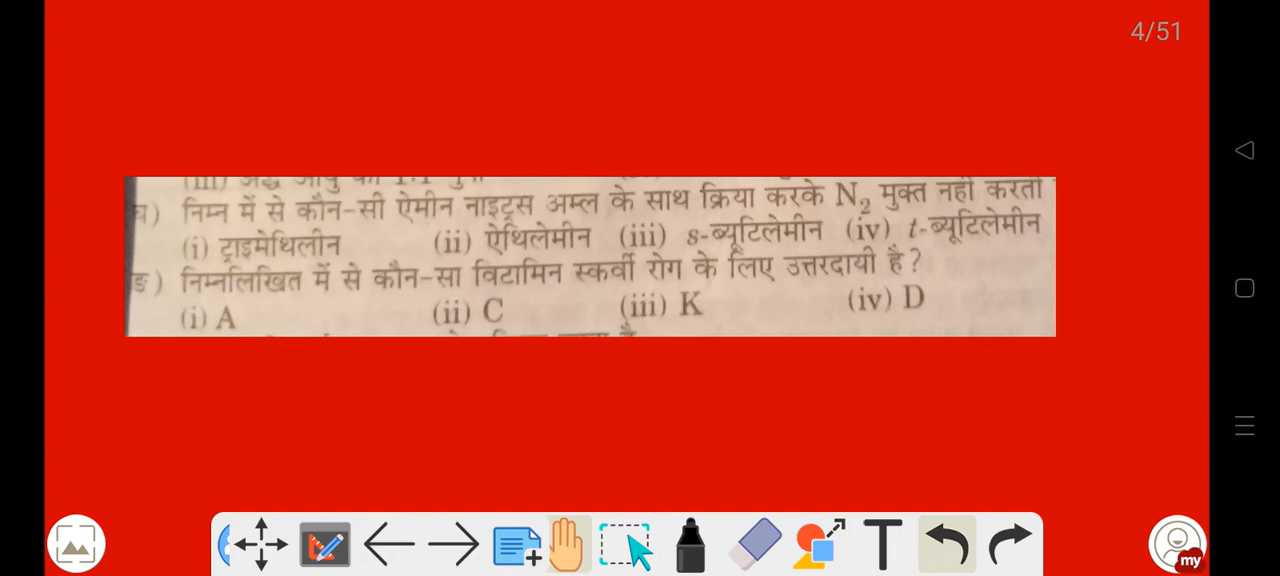 4/51
घ) निम्न में से कौन-सी ऐमीन नाइट्रस अम्ल के साथ क्रिया करके N₂ मुक्त नहीं करती
(i) ट्राइमेथिलीन (ii) ऐथिलेमीन (iii) s-ब्यूटिलेमीन (iv) t-ब्यूटिलेमीन
ङ) निम्नलिखित में से कौन-सा विटामिन स्कर्वी रोग के लिए उत्तरदायी है?
(i) A (ii) C (iii) K (iv) D
T
my